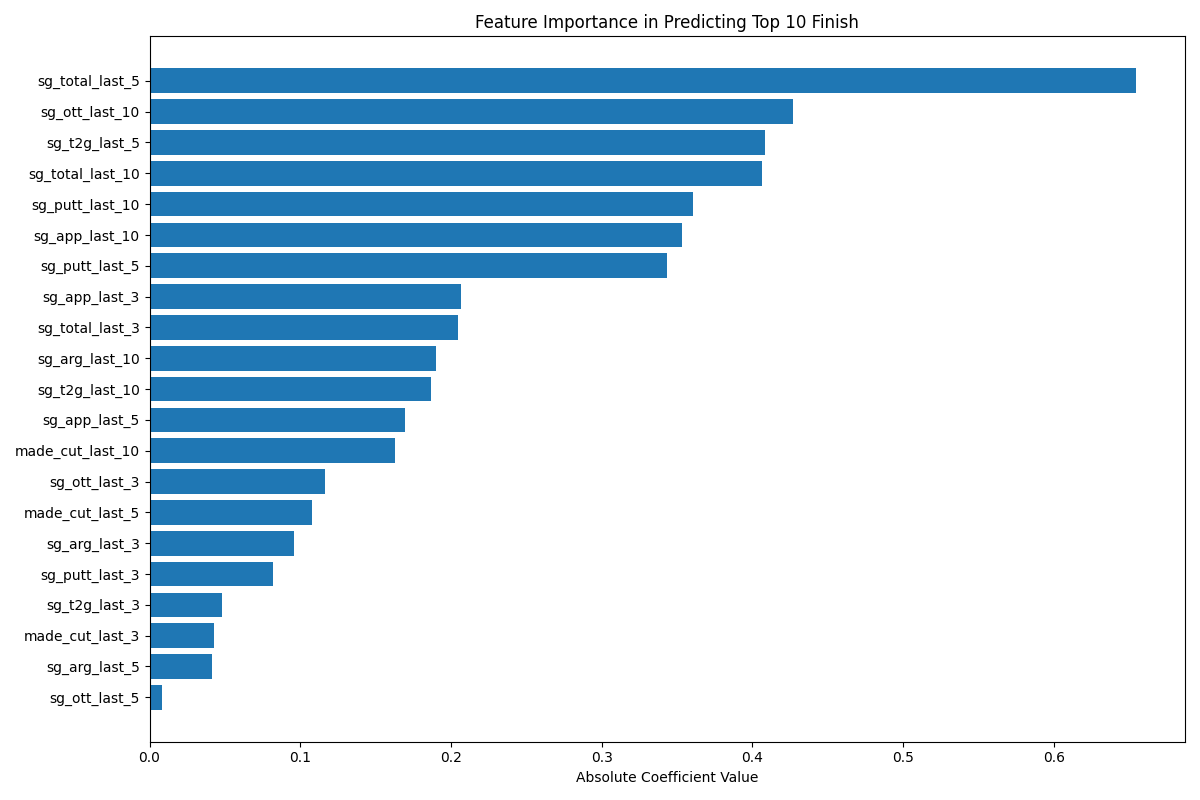 Feature Importance in Predicting Top 10 Finish
sg_total_last_5
sg_ott_last_10
sg_t2g_last_5
sg_total_last_10
sg_putt_last_10
sg_app_last_10
sg_putt_last_5
sg_app_last_3
sg_total_last_3
sg_arg_last_10
sg_t2g_last_10
sg_app_last_5
made_cut_last_10
sg_ott_last_3
made_cut_last_5
sg_arg_last_3
sg_putt_last_3
sg_t2g_last_3
made_cut_last_3
sg_arg_last_5
sg_ott_last_5
0.0 0.1 0.2 0.3 0.4 0.5 0.6
Absolute Coefficient Value